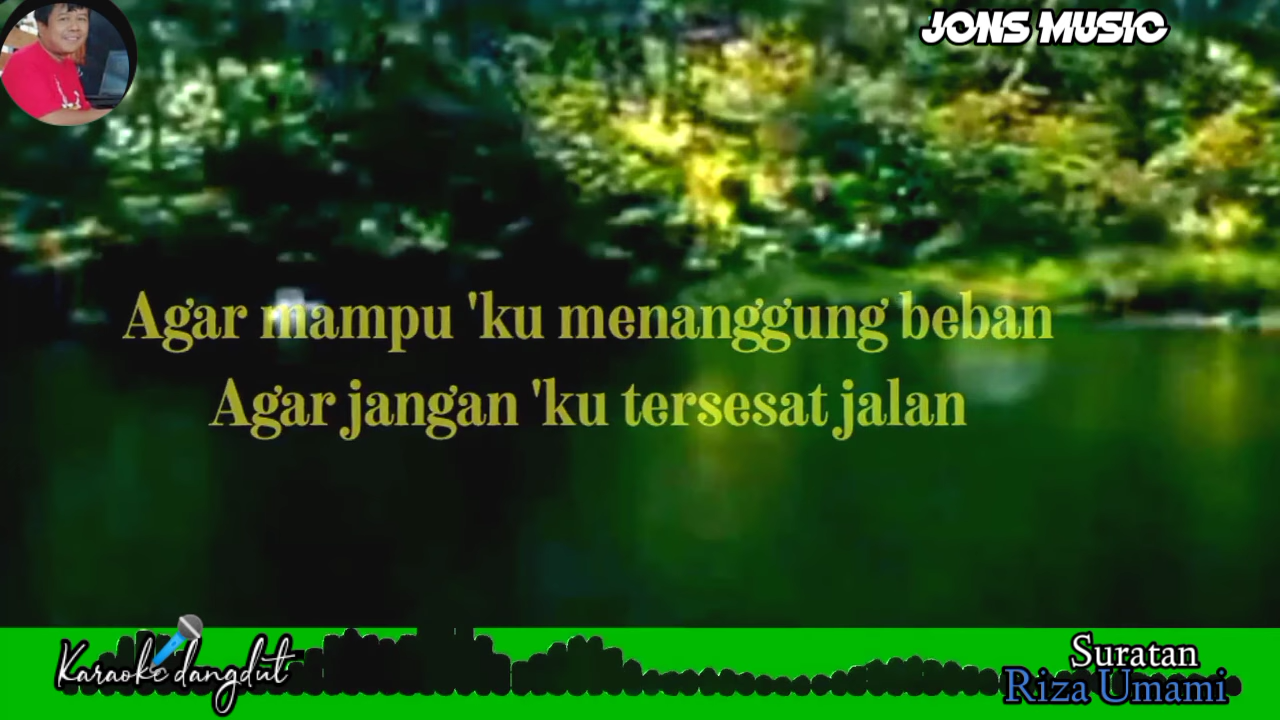 JONS MUSIC
Agar mampu 'ku menanggung beban
Agar jangan 'ku tersesat jalan
Karaoke dangdut
Suratan
Riza Umami